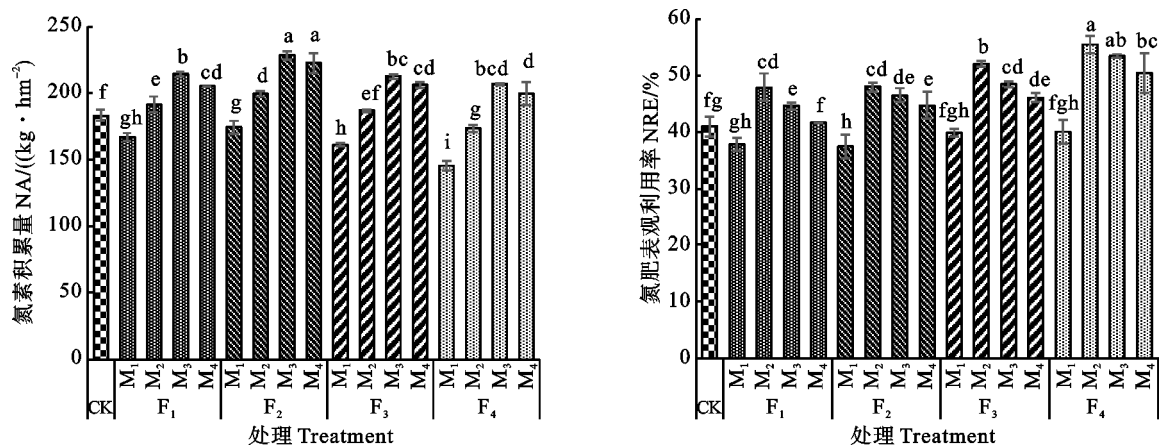 氮素积累量 NA/((kg·hm⁻²)
250
200
150
100
50
0
f
gh
e
b
cd
g
d
a
a
h
ef
bc
cd
i
g
bcd
d
M₁ M₂ M₃ M₄ M₁ M₂ M₃ M₄ M₁ M₂ M₃ M₄ M₁ M₂ M₃ M₄
CK F₁ F₂ F₃ F₄
处理 Treatment
氮肥表观利用率 NRE/%
60
50
40
30
20
10
0
fg
gh
cd
e
f
h
cd
de
e
fgh
b
cd
de
fgh
a
ab
bc
M₁ M₂ M₃ M₄ M₁ M₂ M₃ M₄ M₁ M₂ M₃ M₄ M₁ M₂ M₃ M₄
CK F₁ F₂ F₃ F₄
处理 Treatment